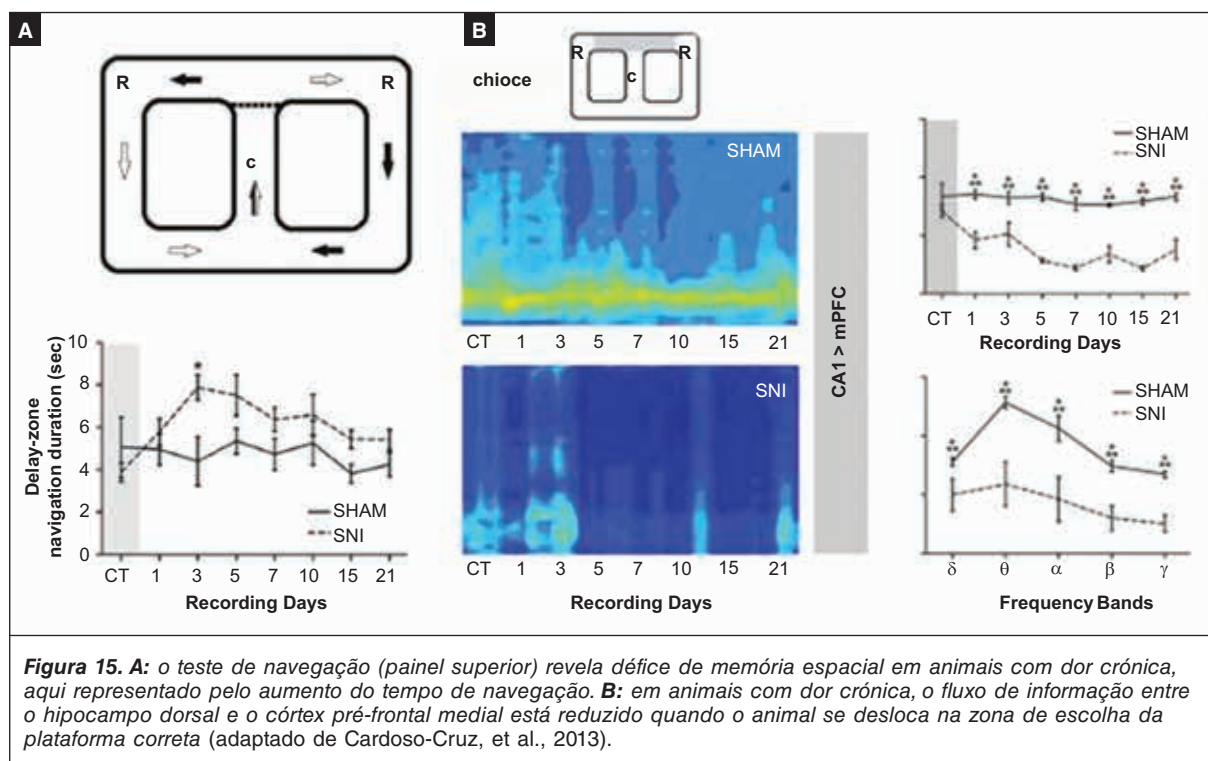 A
R
R
c
Delay-zone
navigation duration (sec)
10
8
6
4
2
0
SHAM
SNI
CT 1 3 5 7 10 15 21
Recording Days
B
chioce
R
R
c
SHAM
CT 1 3 5 7 10 15 21
SNI
CT 1 3 5 7 10 15 21
Recording Days
CA1 > mPFC
SHAM
SNI
CT 1 3 5 7 10 15 21
Recording Days
SHAM
SNI
δ θ α β γ
Frequency Bands
Figura 15. A: o teste de navegação (painel superior) revela défice de memória espacial em animais com dor crónica,
aqui representado pelo aumento do tempo de navegação. B: em animais com dor crónica, o fluxo de informação entre
o hipocampo dorsal e o córtex pré-frontal medial está reduzido quando o animal se desloca na zona de escolha da
plataforma correta (adaptado de Cardoso-Cruz, et al., 2013).